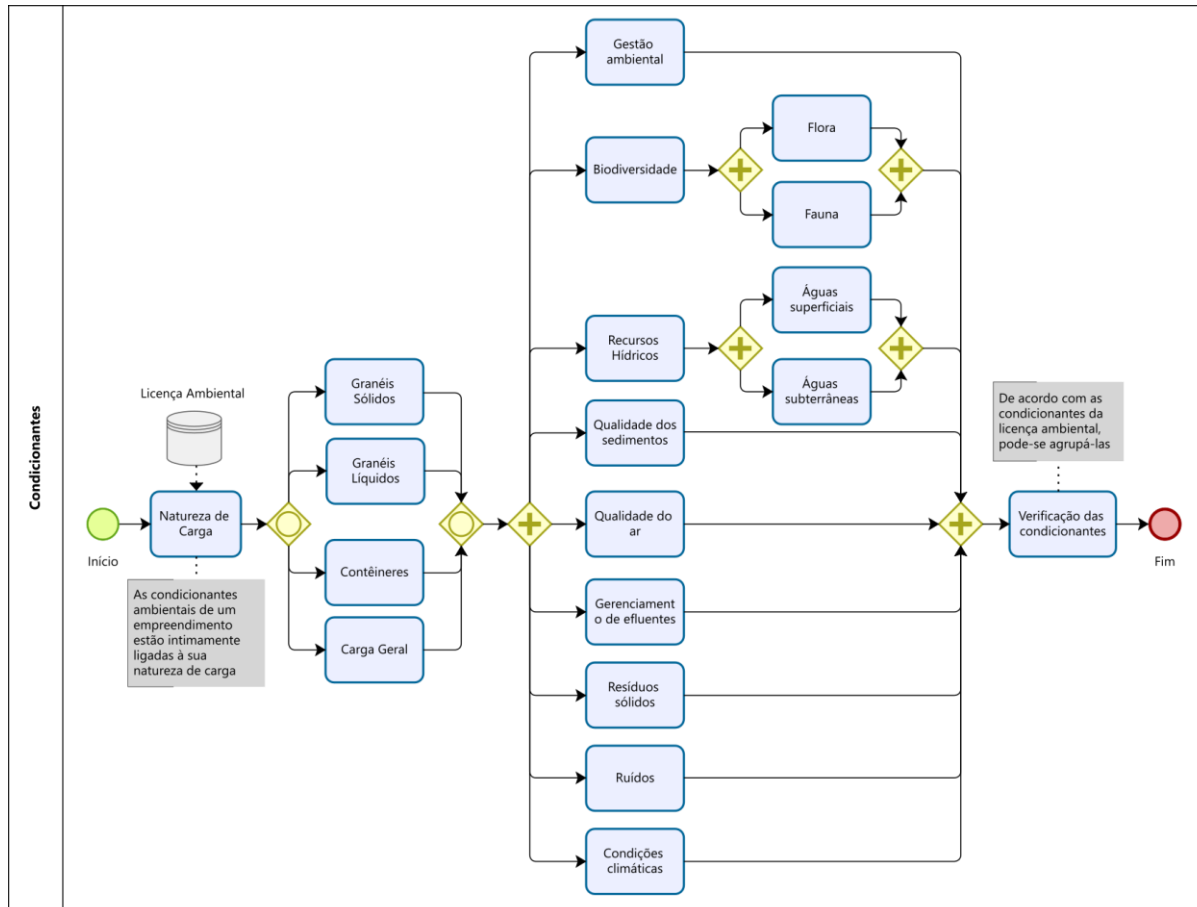 Condicionantes
Início
Licença Ambiental
Natureza de
Carga
As condicionantes
ambientais de um
empreendimento
estão intimamente
ligadas à sua
natureza de carga
Granéis
Sólidos
Granéis
Líquidos
Contêineres
Carga Geral
Gestão
ambiental
Biodiversidade
Flora
Fauna
Recursos
Hídricos
Águas
superficiais
Águas
subterrâneas
Qualidade dos
sedimentos
Qualidade do
ar
Gerenciament
o de efluentes
Resíduos
sólidos
Ruídos
Condições
climáticas
De acordo com as
condicionantes da
licença ambiental,
pode-se agrupá-las
Verificação das
condicionantes
Fim